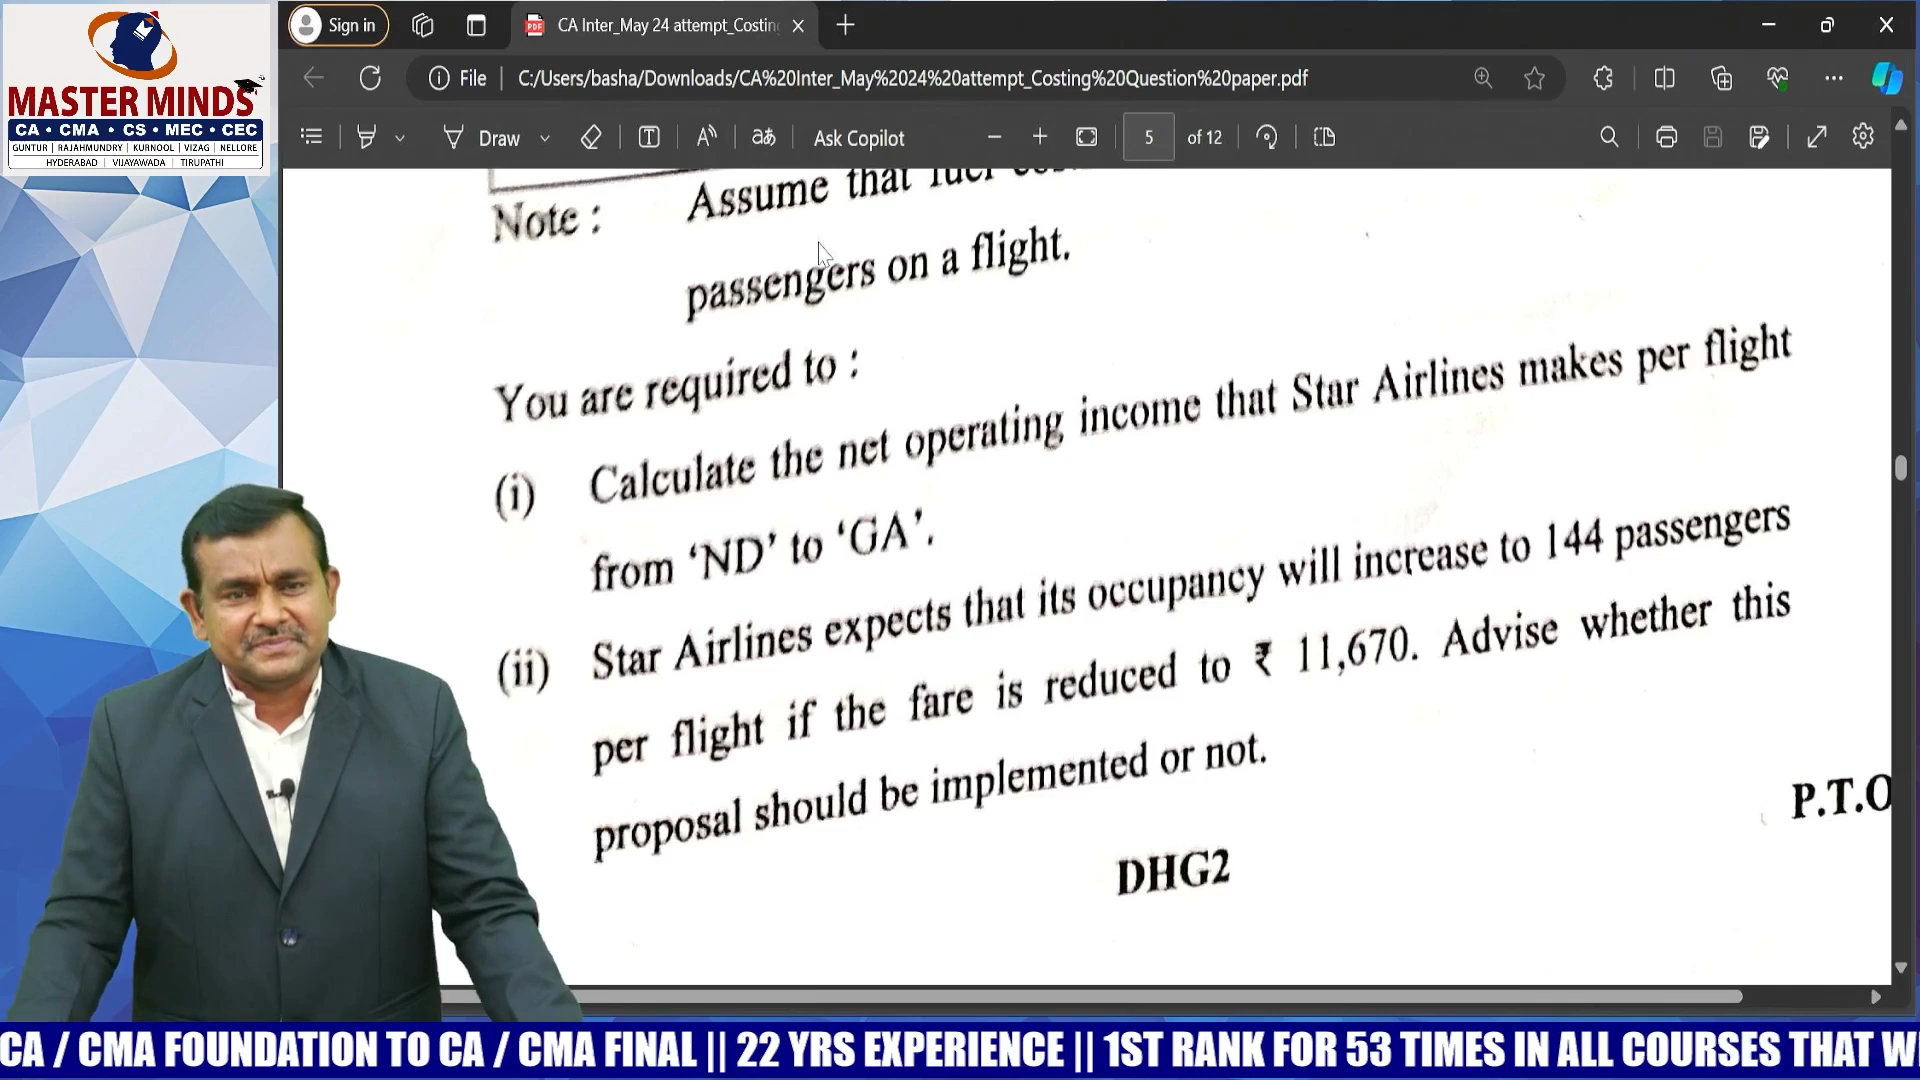 MASTER MINDS
CA • CMA • CS • MEC • CEC
GUNTUR | RAJAHMUNDRY | KURNOOL | VIZAG | NELLORE
HYDERABAD | VIJAYAWADA | TIRUPATHI
Sign in
CA Inter_May 24 attempt_Costin
File
C:/Users/basha/Downloads/CA%20Inter_May%2024%20attempt_Costing%20Question%20paper.pdf
Draw
Ask Copilot
5 of 12
Note : Assume that fuel
passengers on a flight.
You are required to :
(i) Calculate the net operating income that Star Airlines makes per flight
from ‘ND’ to ‘GA’.
(ii) Star Airlines expects that its occupancy will increase to 144 passengers
per flight if the fare is reduced to ₹ 11,670. Advise whether this
proposal should be implemented or not.
P.T.O
DHG2
CA / CMA FOUNDATION TO CA / CMA FINAL || 22 YRS EXPERIENCE || 1ST RANK FOR 53 TIMES IN ALL COURSES THAT W